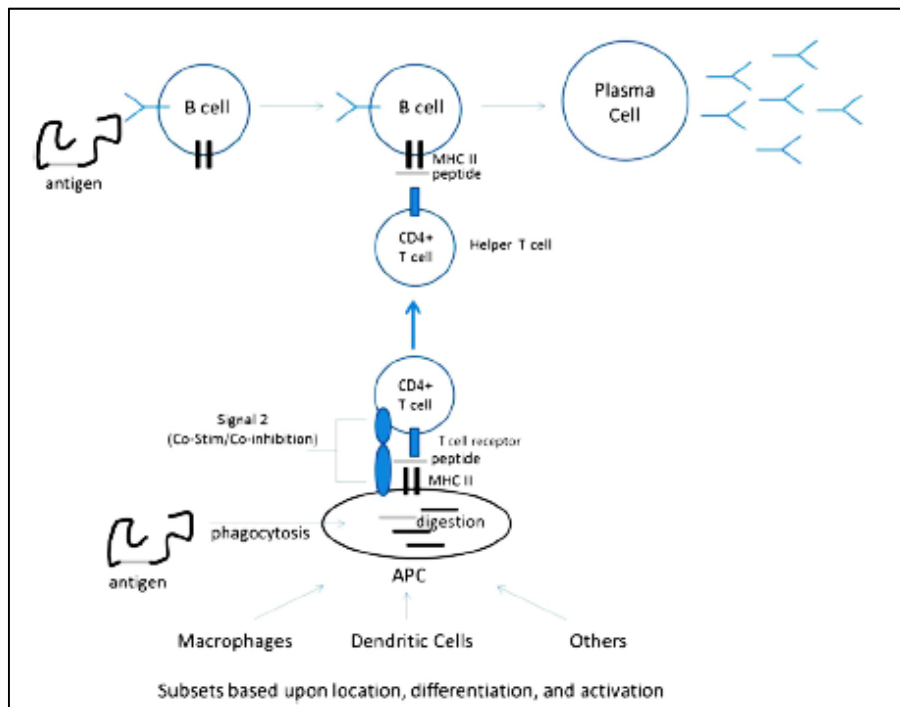 B cell
B cell
Plasma
Cell
antigen
MHC II
peptide
CD4+
T cell
Helper T cell
CD4+
T cell
Signal 2
(Co-Stim/Co-inhibition)
T cell receptor
peptide
MHC II
digestion
phagocytosis
antigen
APC
Macrophages
Dendritic Cells
Others
Subsets based upon location, differentiation, and activation